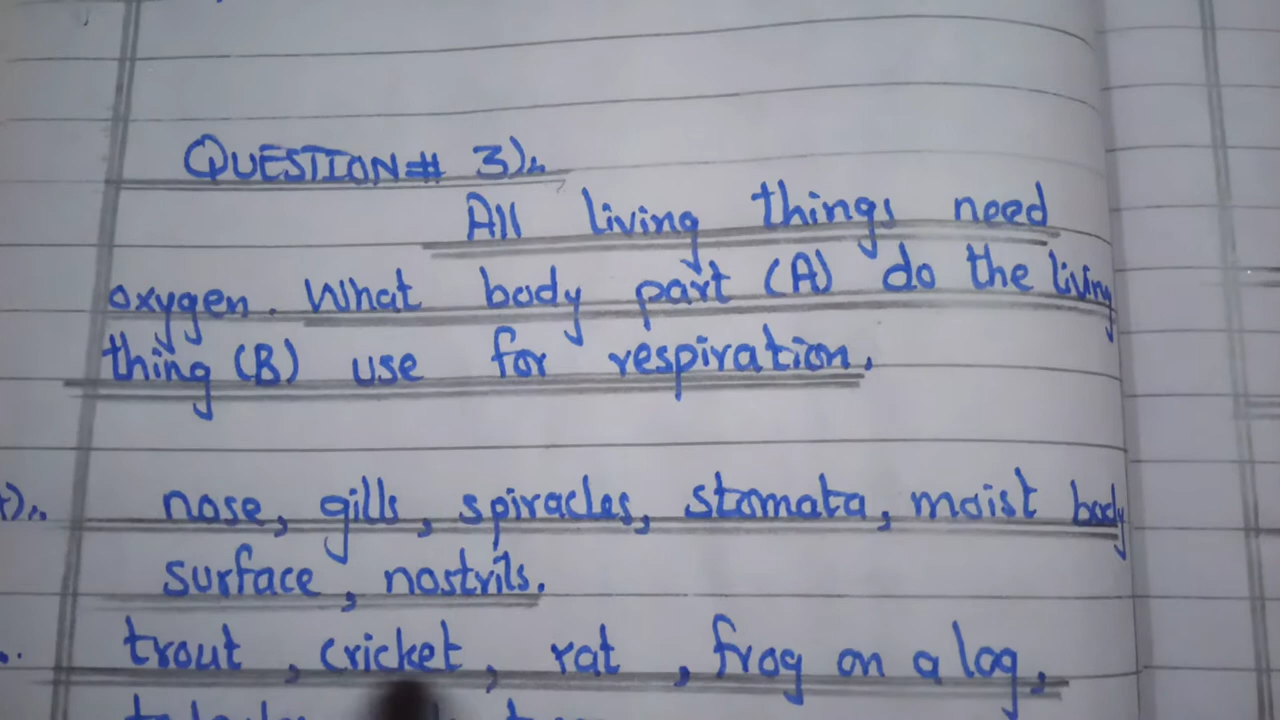 QUESTION# 3)
All living things need
oxygen. What body part (A) do the living
thing (B) use for respiration.
nose, gills, spiracles, stomata, moist body
surface, nostrils.
trout, cricket, rat, frog on a log,